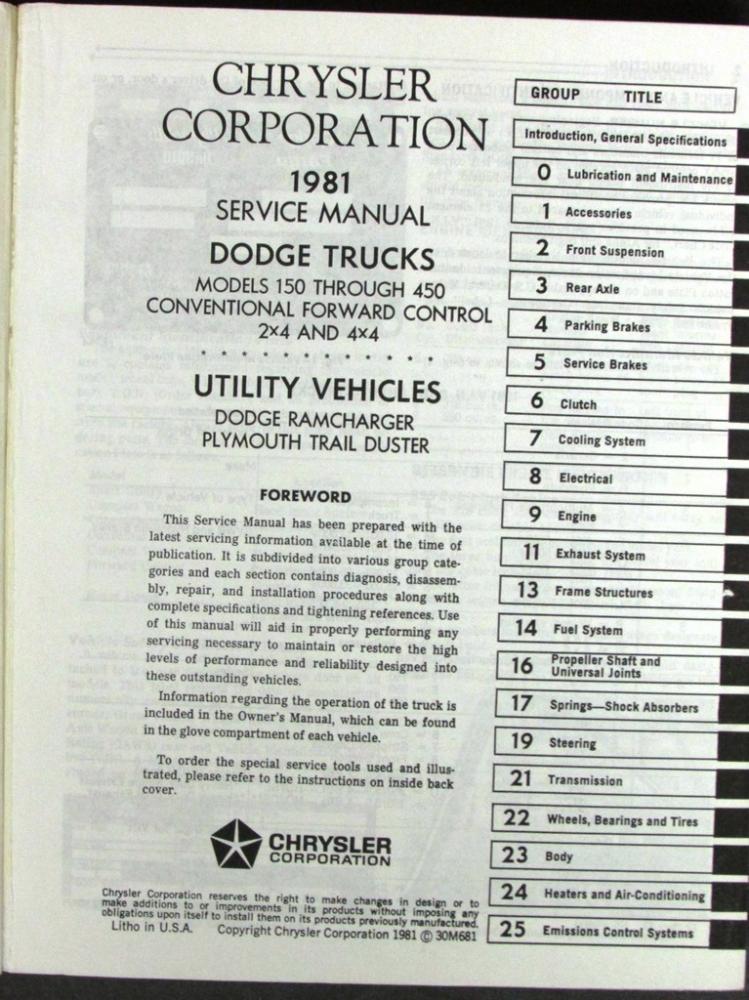 CHRYSLER
CORPORATION
1981
SERVICE MANUAL
DODGE TRUCKS
MODELS 150 THROUGH 450
CONVENTIONAL FORWARD CONTROL
2×4 AND 4×4
UTILITY VEHICLES
DODGE RAMCHARGER
PLYMOUTH TRAIL DUSTER
FOREWORD
This Service Manual has been prepared with the
latest servicing information available at the time of
publication. It is subdivided into various group cate-
gories and each section contains diagnosis, disassem-
bly, repair, and installation procedures along with
complete specifications and tightening references. Use
of this manual will aid in properly performing any
servicing necessary to maintain or restore the high
levels of performance and reliability designed into
these outstanding vehicles.
Information regarding the operation of the truck is
included in the Owner's Manual, which can be found
in the glove compartment of each vehicle.
To order the special service tools used and illus-
trated, please refer to the instructions on inside back
cover.
CHRYSLER
CORPORATION
Chrysler Corporation reserves the right to make changes in design or to
make additions to or improvements in its products without imposing any
obligations upon itself to install them on its products previously manufactured.
Litho in U.S.A. Copyright Chrysler Corporation 1981 © 30M681
GROUP TITLE
Introduction, General Specifications
0 Lubrication and Maintenance
1 Accessories
2 Front Suspension
3 Rear Axle
4 Parking Brakes
5 Service Brakes
6 Clutch
7 Cooling System
8 Electrical
9 Engine
11 Exhaust System
13 Frame Structures
14 Fuel System
16 Propeller Shaft and
Universal Joints
17 Springs—Shock Absorbers
19 Steering
21 Transmission
22 Wheels, Bearings and Tires
23 Body
24 Heaters and Air-Conditioning
25 Emissions Control Systems